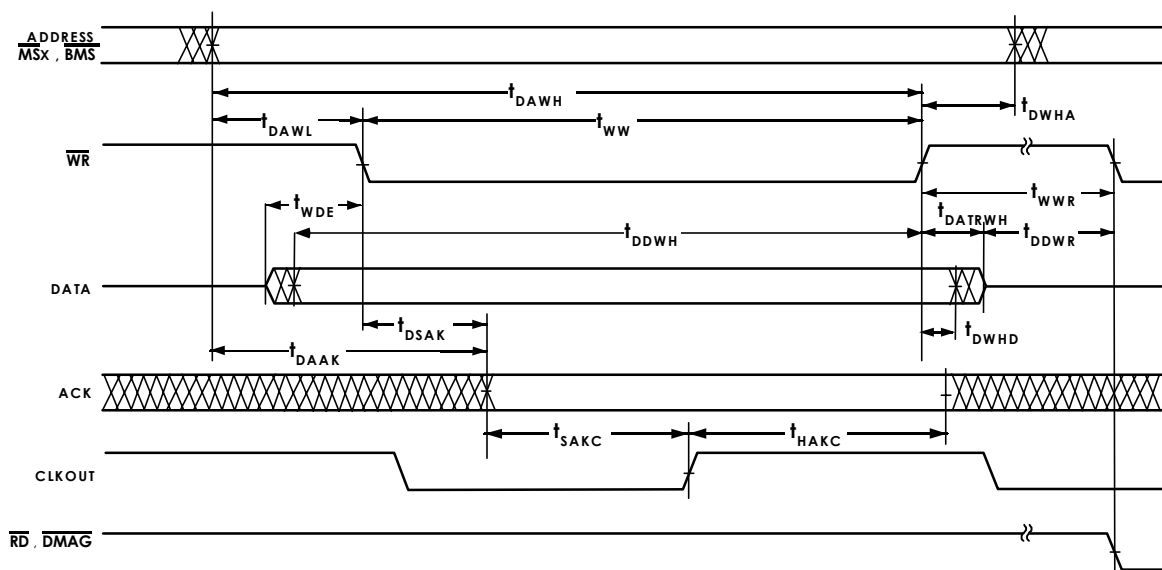 ADDRESS
MSx , BMS
tDAWH
tDWHA
tDAWL
tWW
WR
tWDE
tWWR
tDATRWH
tDDWH
tDDWR
DATA
tDSAK
tDWHD
tDAAK
ACK
tSAKC
tHAKC
CLKOUT
RD , DMAG